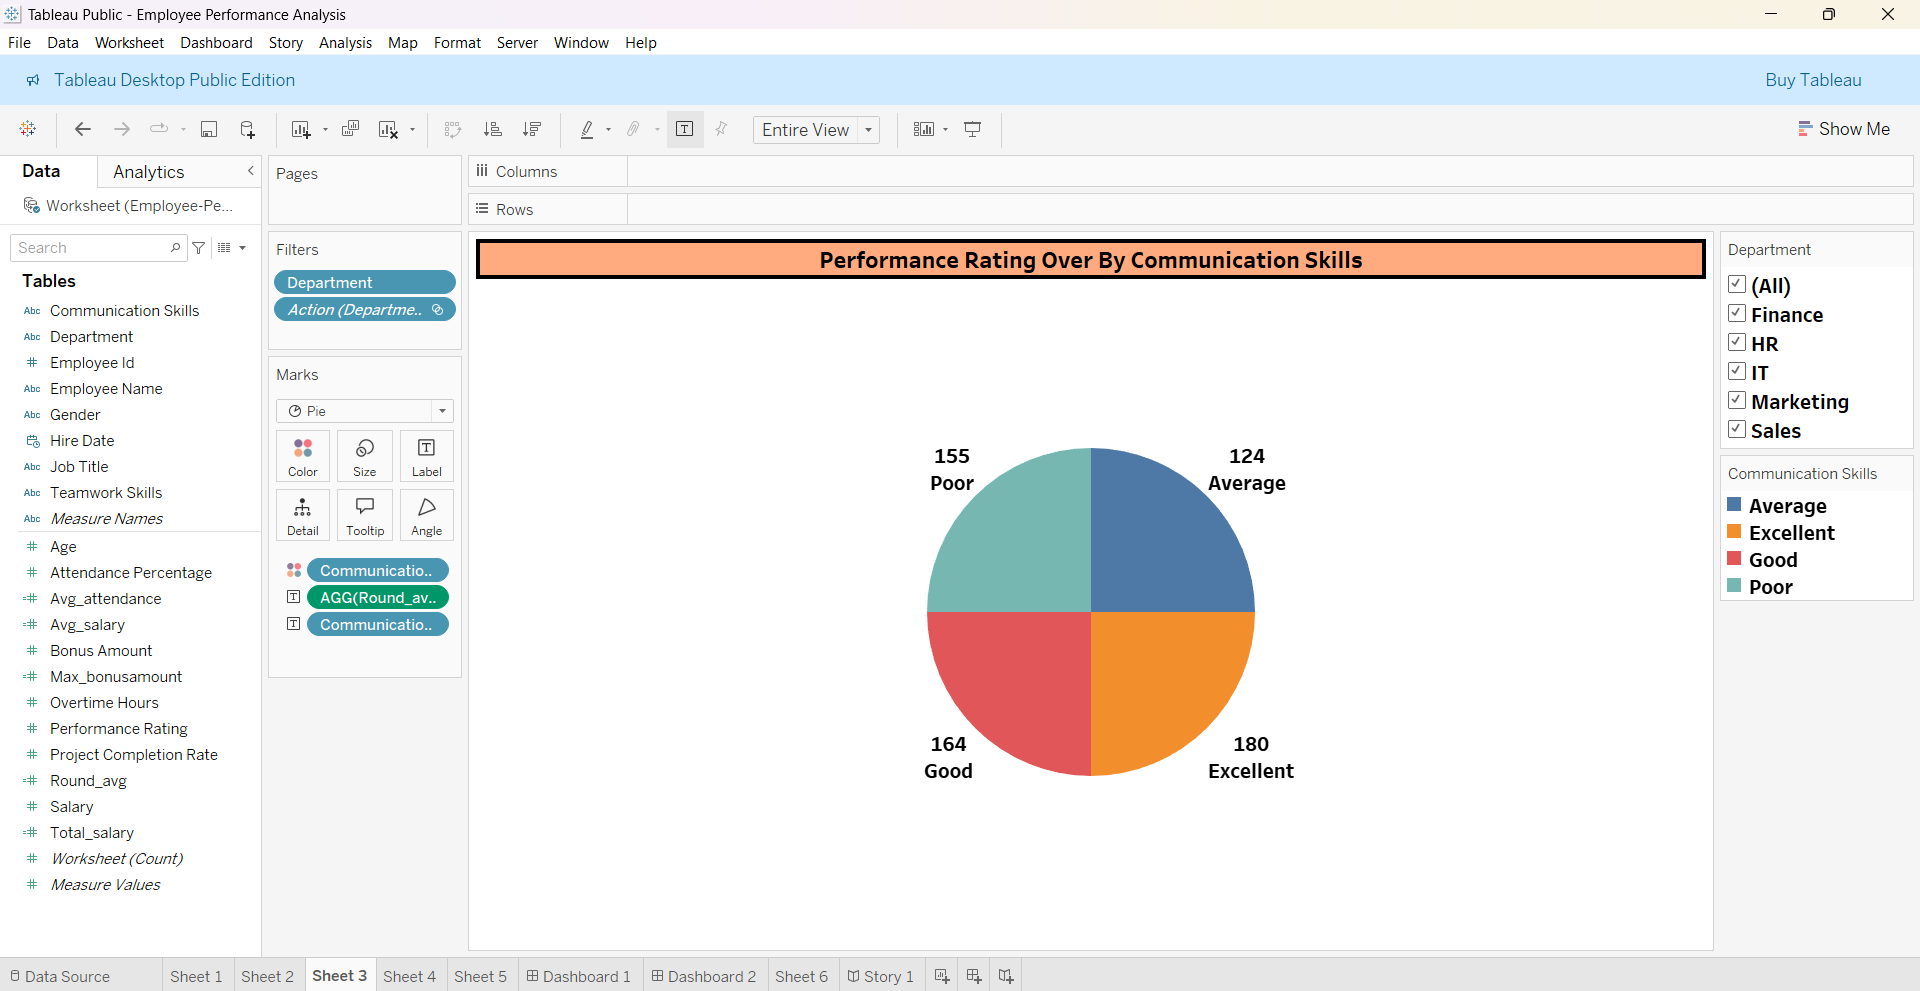 Tableau Public - Employee Performance Analysis
File Data Worksheet Dashboard Story Analysis Map Format Server Window Help
Tableau Desktop Public Edition
Buy Tableau
Entire View
Show Me
Data
Analytics
Worksheet (Employee-Pe...
Search
Tables
Abc Communication Skills
Abc Department
Employee Id
Abc Employee Name
Abc Gender
Hire Date
Abc Job Title
Abc Teamwork Skills
Abc Measure Names
Age
Attendance Percentage
Avg_attendance
Avg_salary
Bonus Amount
Max_bonusamount
Overtime Hours
Performance Rating
Project Completion Rate
Round_avg
Salary
Total_salary
Worksheet (Count)
Measure Values
Pages
Filters
Department
Action (Departme..
Marks
Pie
Color Size Label
Detail Tooltip Angle
Communicatio..
AGG(Round_av..
Communicatio..
Columns
Rows
Performance Rating Over By Communication Skills
155
Poor
124
Average
164
Good
180
Excellent
Department
(All)
Finance
HR
IT
Marketing
Sales
Communication Skills
Average
Excellent
Good
Poor
Data Source Sheet 1 Sheet 2 Sheet 3 Sheet 4 Sheet 5 Dashboard 1 Dashboard 2 Sheet 6 Story 1